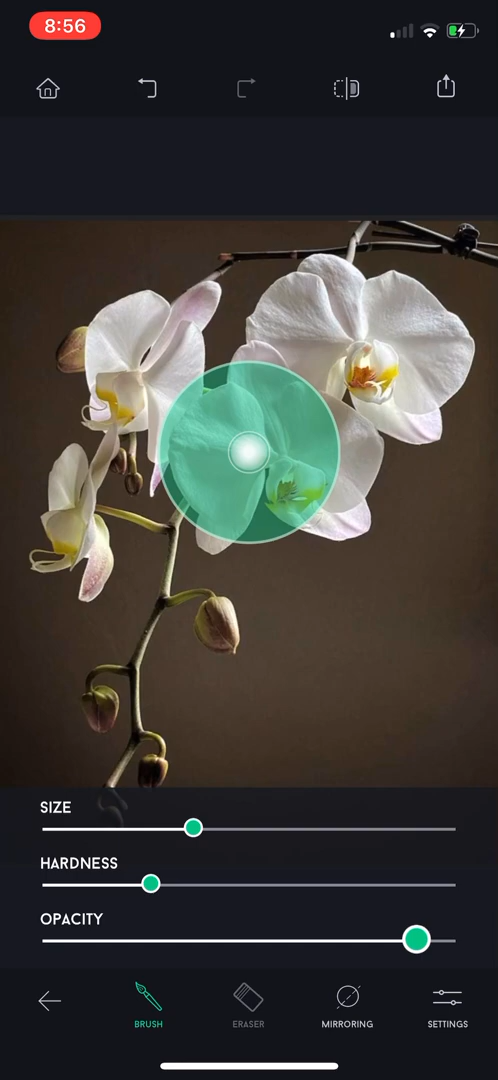 8:56
SIZE
HARDNESS
OPACITY
BRUSH
ERASER
MIRRORING
SETTINGS